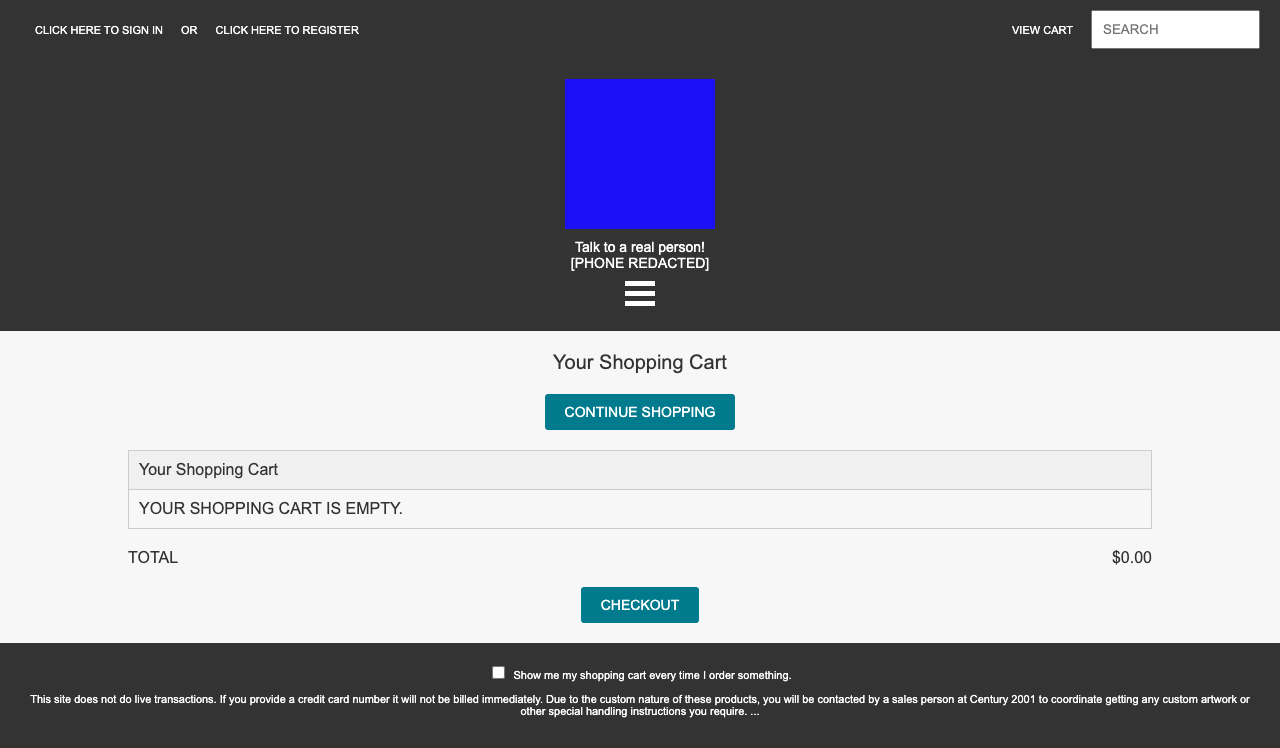 CLICK HERE TO SIGN IN OR CLICK HERE TO REGISTER VIEW CART SEARCH
Talk to a real person!
[PHONE REDACTED]
Your Shopping Cart
CONTINUE SHOPPING
Your Shopping Cart
YOUR SHOPPING CART IS EMPTY.
TOTAL $0.00
CHECKOUT
Show me my shopping cart every time I order something.
This site does not do live transactions. If you provide a credit card number it will not be billed immediately. Due to the custom nature of these products, you will be contacted by a sales person at Century 2001 to coordinate getting any custom artwork or
other special handling instructions you require. ...